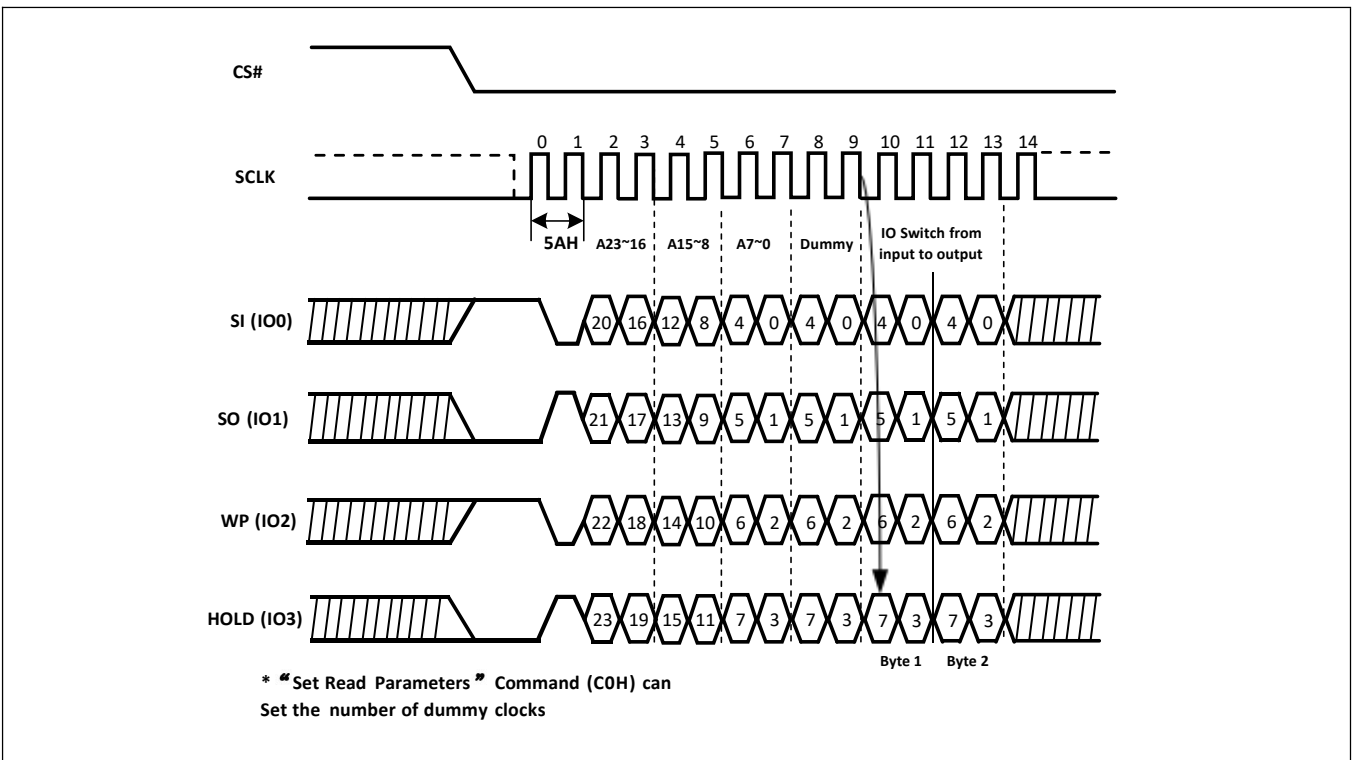 CS#
0 1 2 3 4 5 6 7 8 9 10 11 12 13 14
SCLK
5AH A23~16 A15~8 A7~0 Dummy
IO Switch from
input to output
SI (IO0) 20 16 12 8 4 0 4 0 4 0 4 0
SO (IO1) 21 17 13 9 5 1 5 1 5 1 5 1
WP (IO2) 22 18 14 10 6 2 6 2 6 2 6 2
HOLD (IO3) 23 19 15 11 7 3 7 3 7 3 7 3
Byte 1 Byte 2
* “Set Read Parameters” Command (C0H) can
Set the number of dummy clocks